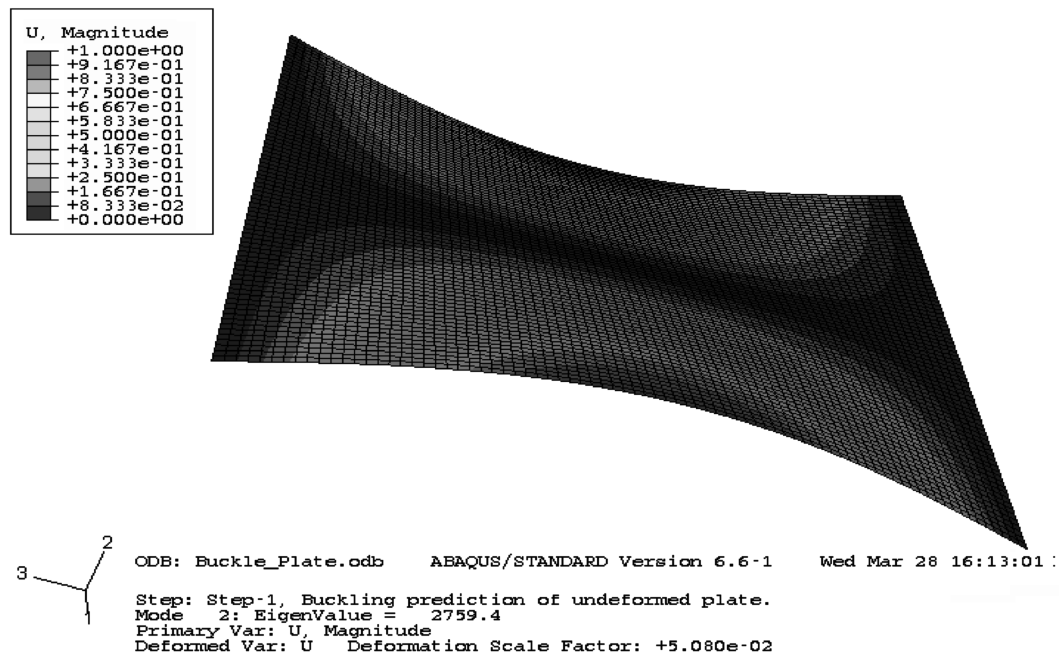 U, Magnitude
+1.000e+00
+9.167e-01
+8.333e-01
+7.500e-01
+6.667e-01
+5.833e-01
+5.000e-01
+4.167e-01
+3.333e-01
+2.500e-01
+1.667e-01
+8.333e-02
+0.000e+00
2
3
ODB: Buckle_Plate.odb ABAQUS/STANDARD Version 6.6-1 Wed Mar 28 16:13:01
Step: Step-1, Buckling prediction of undeformed plate.
Mode 2: EigenValue = 2759.4
Primary Var: U, Magnitude
Deformed Var: U Deformation Scale Factor: +5.080e-02